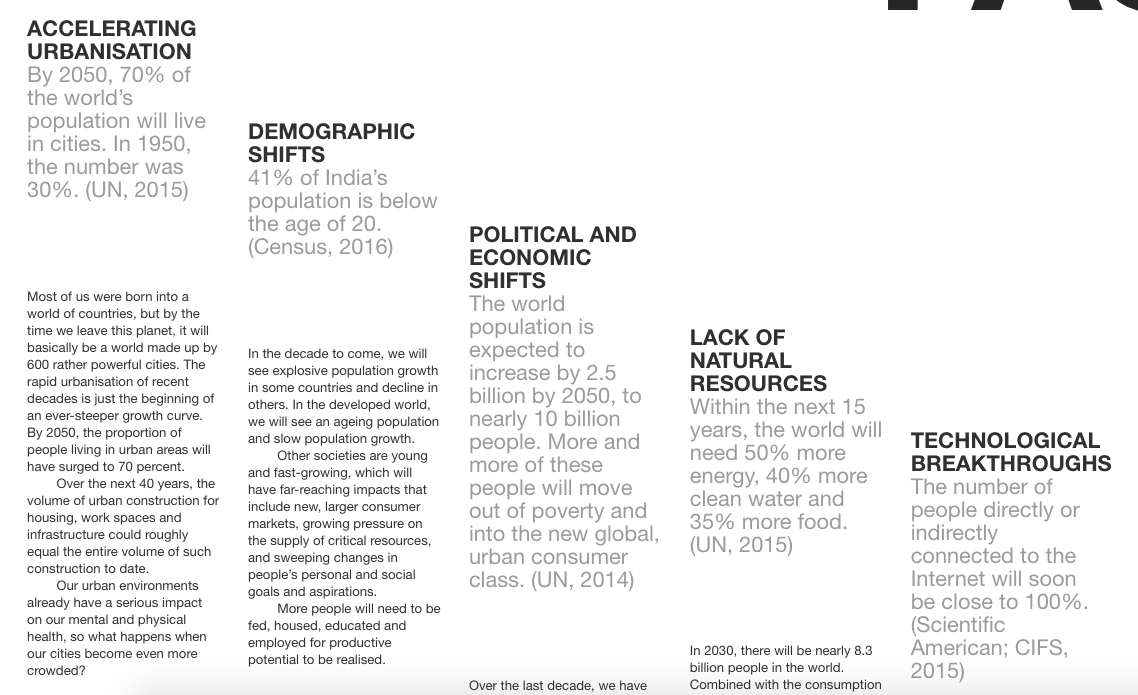 ACCELERATING
URBANISATION
By 2050, 70% of
the world’s
population will live
in cities. In 1950,
the number was
30%. (UN, 2015)
Most of us were born into a
world of countries, but by the
time we leave this planet, it will
basically be a world made up by
600 rather powerful cities. The
rapid urbanisation of recent
decades is just the beginning of
an ever-steeper growth curve.
By 2050, the proportion of
people living in urban areas will
have surged to 70 percent.
Over the next 40 years, the
volume of urban construction for
housing, work spaces and
infrastructure could roughly
equal the entire volume of such
construction to date.
Our urban environments
already have a serious impact
on our mental and physical
health, so what happens when
our cities become even more
crowded?
DEMOGRAPHIC
SHIFTS
41% of India’s
population is below
the age of 20.
(Census, 2016)
In the decade to come, we will
see explosive population growth
in some countries and decline in
others. In the developed world,
we will see an ageing population
and slow population growth.
Other societies are young
and fast-growing, which will
have far-reaching impacts that
include new, larger consumer
markets, growing pressure on
the supply of critical resources,
and sweeping changes in
people’s personal and social
goals and aspirations.
More people will need to be
fed, housed, educated and
employed for productive
potential to be realised.
POLITICAL AND
ECONOMIC
SHIFTS
The world
population is
expected to
increase by 2.5
billion by 2050, to
nearly 10 billion
people. More and
more of these
people will move
out of poverty and
into the new global,
urban consumer
class. (UN, 2014)
Over the last decade, we have
LACK OF
NATURAL
RESOURCES
Within the next 15
years, the world will
need 50% more
energy, 40% more
clean water and
35% more food.
(UN, 2015)
In 2030, there will be nearly 8.3
billion people in the world.
Combined with the consumption
TECHNOLOGICAL
BREAKTHROUGHS
The number of
people directly or
indirectly
connected to the
Internet will soon
be close to 100%.
(Scientific
American; CIFS,
2015)